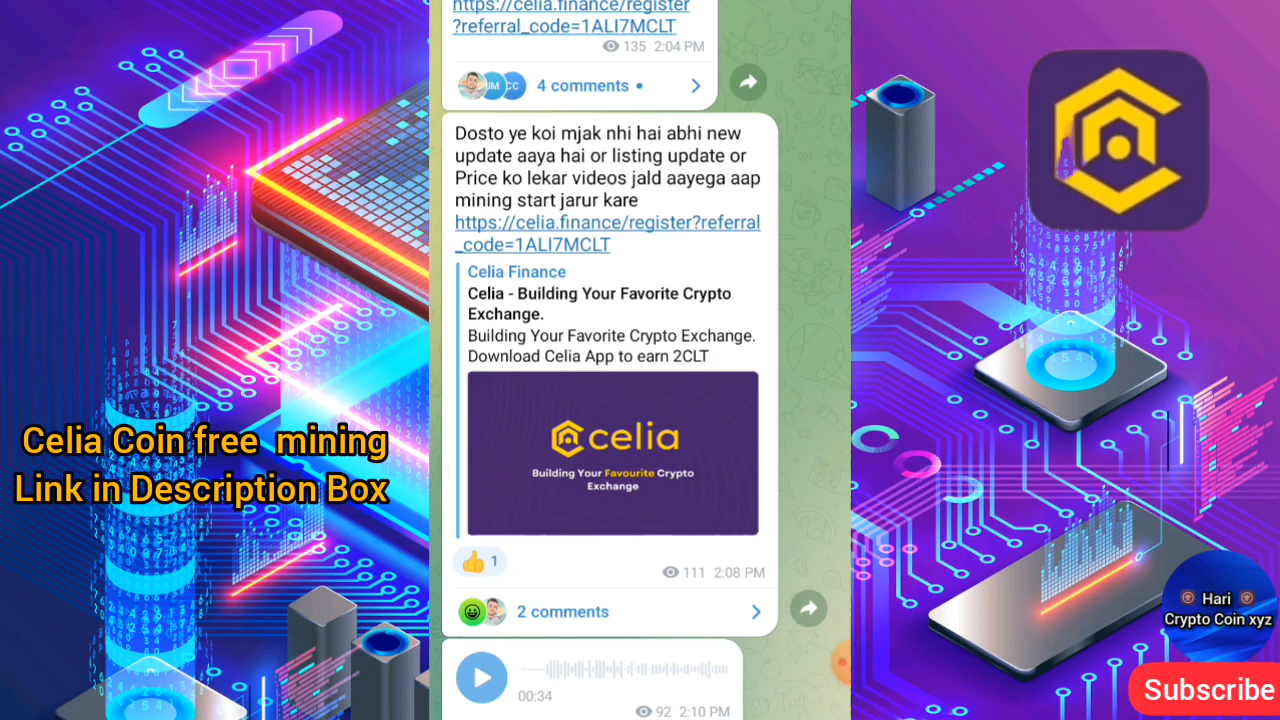 https://celia.finance/register
?referral_code=1ALI7MCLT
135 2:04 PM
JM CC 4 comments
Dosto ye koi mjak nhi hai abhi new
update aaya hai or listing update or
Price ko lekar videos jald aayega aap
mining start jarur kare
https://celia.finance/register?referral
_code=1ALI7MCLT
Celia Finance
Celia - Building Your Favorite Crypto
Exchange.
Building Your Favorite Crypto Exchange.
Download Celia App to earn 2CLT
celia
Building Your Favourite Crypto
Exchange
1
111 2:08 PM
2 comments
00:34
92 2:10 PM
Celia Coin free mining
Link in Description Box
Hari
Crypto Coin xyz
Subscribe